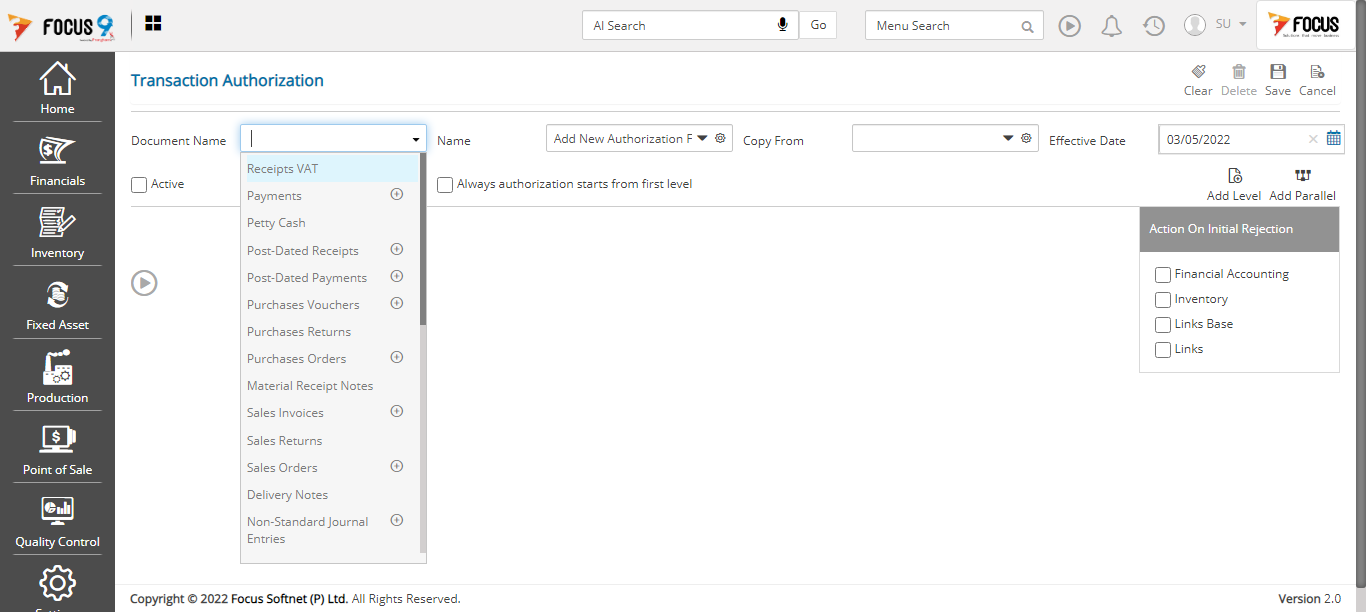 FOCUS 9
AI Search
Go
Menu Search
SU
FOCUS
Home
Financials
Inventory
Fixed Asset
Production
Point of Sale
Quality Control
Transaction Authorization
Clear
Delete
Save
Cancel
Document Name
Name
Add New Authorization F
Copy From
Effective Date
03/05/2022
Active
Always authorization starts from first level
Add Level
Add Parallel
Receipts VAT
Payments
Petty Cash
Post-Dated Receipts
Post-Dated Payments
Purchases Vouchers
Purchases Returns
Purchases Orders
Material Receipt Notes
Sales Invoices
Sales Returns
Sales Orders
Delivery Notes
Non-Standard Journal
Entries
Action On Initial Rejection
Financial Accounting
Inventory
Links Base
Links
Copyright © 2022 Focus Softnet (P) Ltd. All Rights Reserved.
Version 2.0